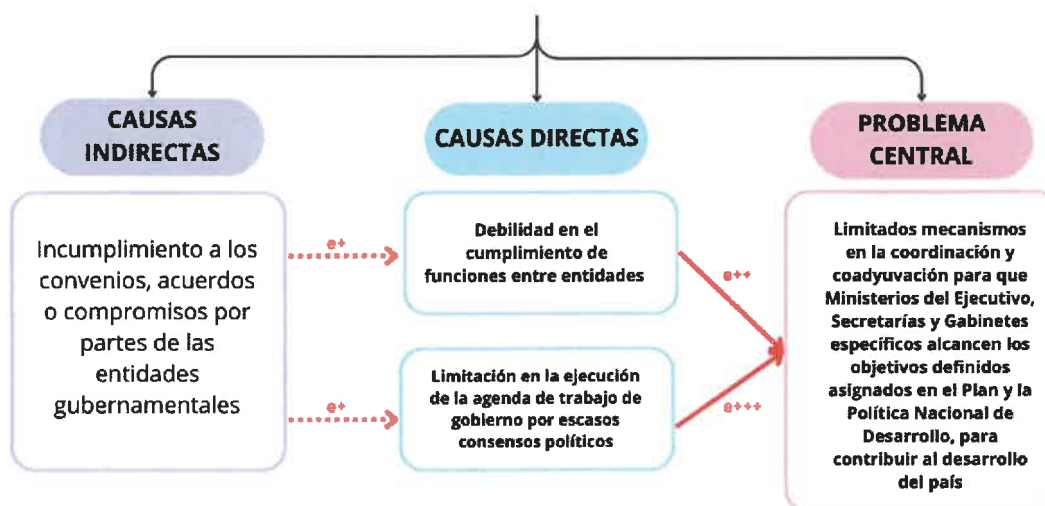 CAUSAS
INDIRECTAS
Incumplimiento a los
convenios, acuerdos
o compromisos por
partes de las
entidades
gubernamentales
e+
e+
CAUSAS DIRECTAS
Debilidad en el
cumplimiento de
funciones entre entidades
Limitación en la ejecución
de la agenda de trabajo de
gobierno por escasos
consensos políticos
e++
e+++
PROBLEMA
CENTRAL
Limitados mecanismos
en la coordinación y
coadyuvación para que
Ministerios del Ejecutivo,
Secretarías y Gabinetes
específicos alcancen los
objetivos definidos
asignados en el Plan y la
Política Nacional de
Desarrollo, para
contribuir al desarrollo
del país